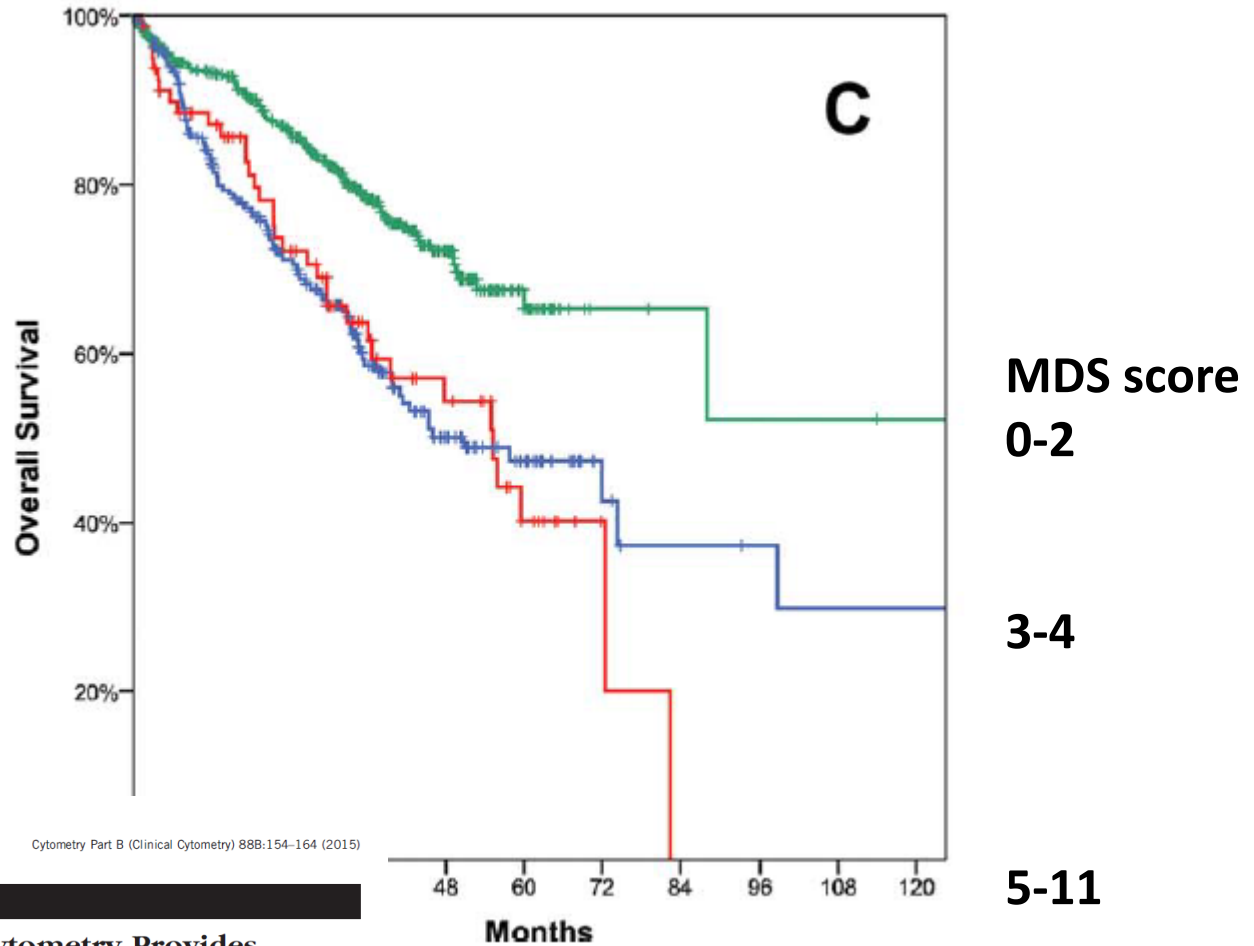 100%
C
80%
Overall Survival
60%
MDS score
0-2
40%
3-4
20%
Cytometry Part B (Clinical Cytometry) 88B:154–164 (2015)
48 60 72 84 96 108 120
5-11
Months
Provides